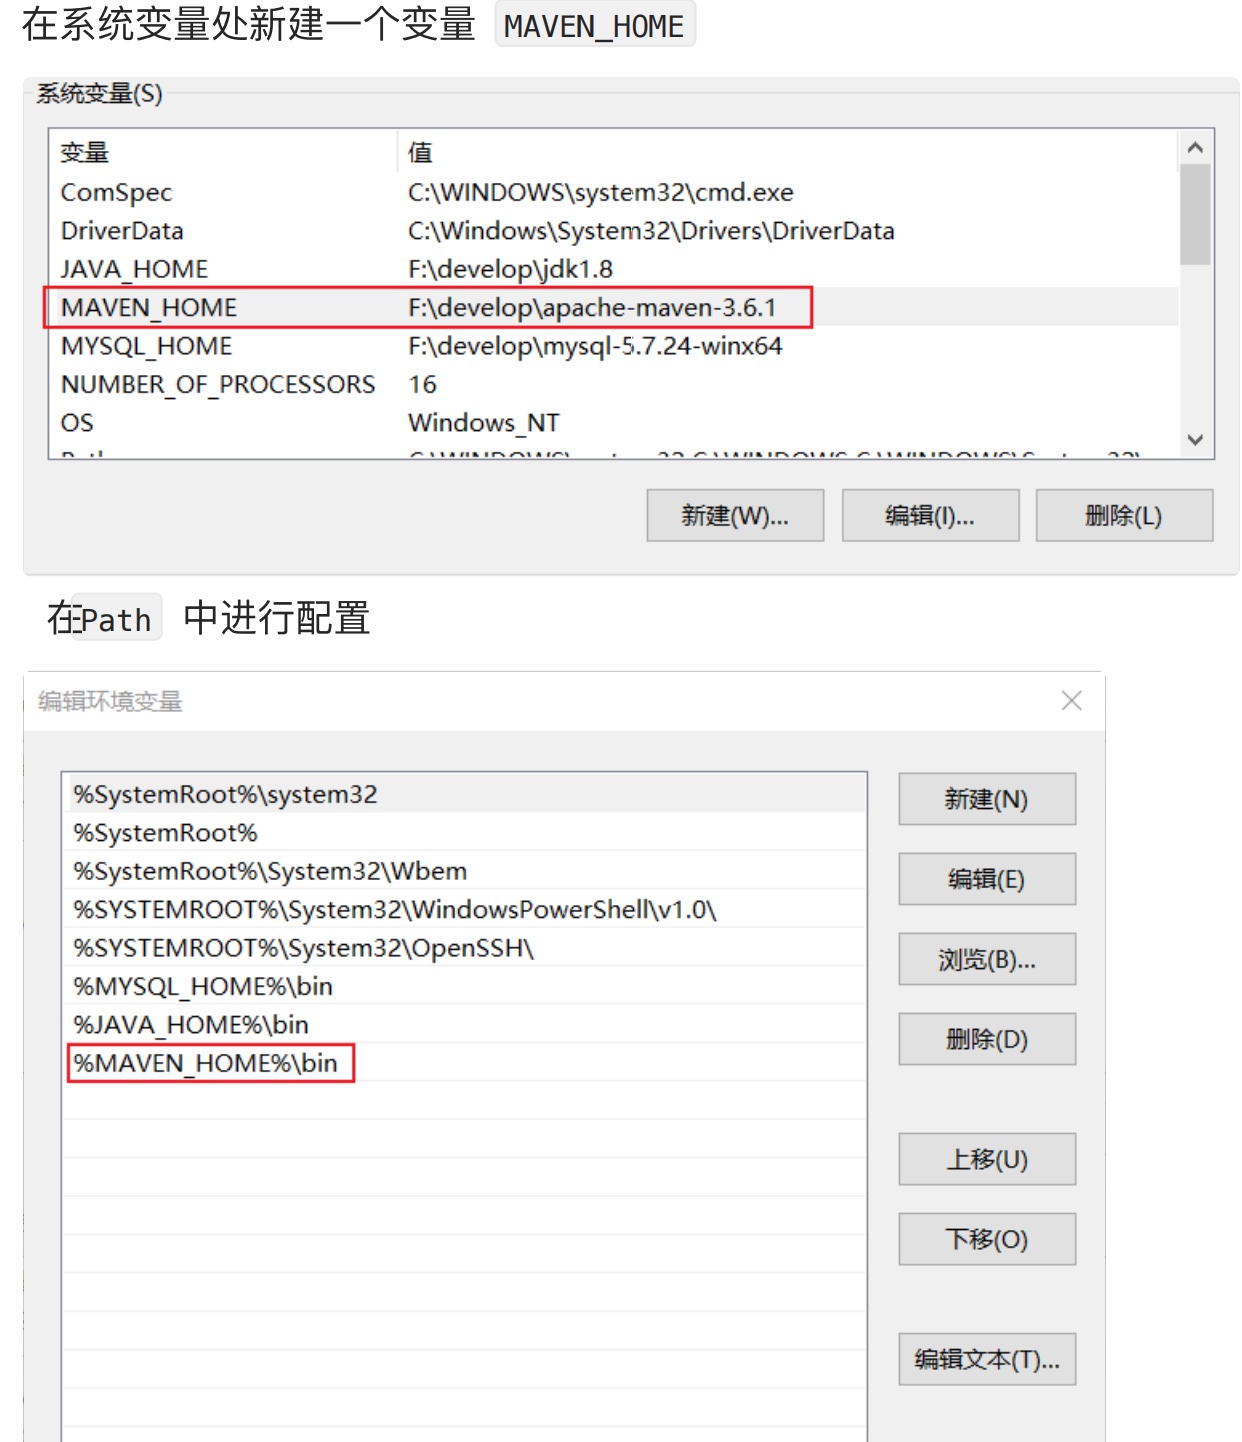 在系统变量处新建一个变量 MAVEN_HOME
系统变量(S)
变量 值
ComSpec C:\WINDOWS\system32\cmd.exe
DriverData C:\Windows\System32\Drivers\DriverData
JAVA_HOME F:\develop\jdk1.8
MAVEN_HOME F:\develop\apache-maven-3.6.1
MYSQL_HOME F:\develop\mysql-5.7.24-winx64
NUMBER_OF_PROCESSORS 16
OS Windows_NT
新建(W)... 编辑(I)... 删除(L)
在Path 中进行配置
编辑环境变量
%SystemRoot%\system32
新建(N)
%SystemRoot%
%SystemRoot%\System32\Wbem
编辑(E)
%SYSTEMROOT%\System32\WindowsPowerShell\v1.0\
%SYSTEMROOT%\System32\OpenSSH\
浏览(B)...
%MYSQL_HOME%\bin
%JAVA_HOME%\bin
删除(D)
%MAVEN_HOME%\bin
上移(U)
下移(O)
编辑文本(T)...